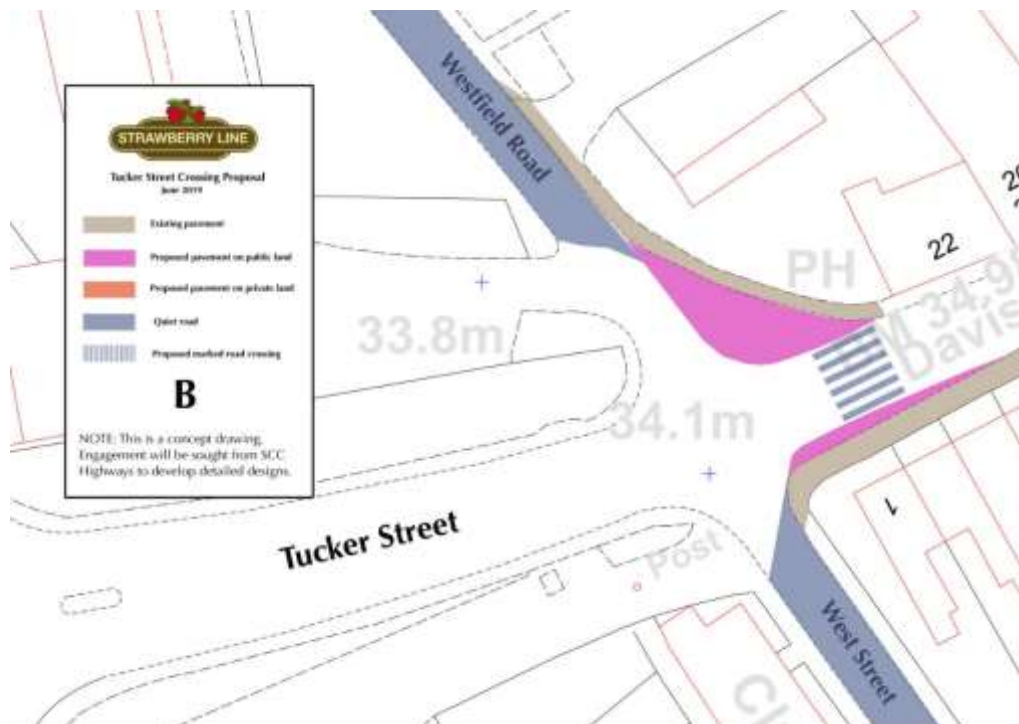 STRAWBERRY LINE
Tucker Street Crossing Proposal
June 2019
Existing pavement
Proposed pavement on public land
Proposed pavement on private land
Quiet road
Proposed marked road crossing
B
NOTE: This is a concept drawing.
Engagement will be sought from SCC
Highways to develop detailed designs.
Westfield Road
PH
22
33.8m
34.1m
Davis
1
Tucker Street
Post
West Street